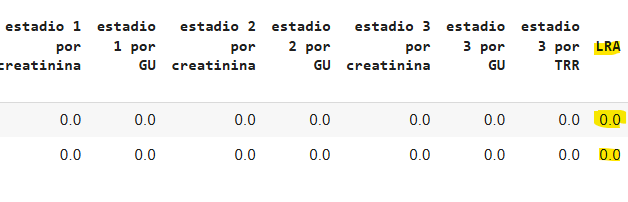 estadio 1 estadio estadio 2 estadio estadio 3 estadio estadio
por 1 por por 2 por por 3 por 3 por LRA
creatinina GU creatinina GU creatinina GU TRR
0.0 0.0 0.0 0.0 0.0 0.0 0.0 0.0
0.0 0.0 0.0 0.0 0.0 0.0 0.0 0.0